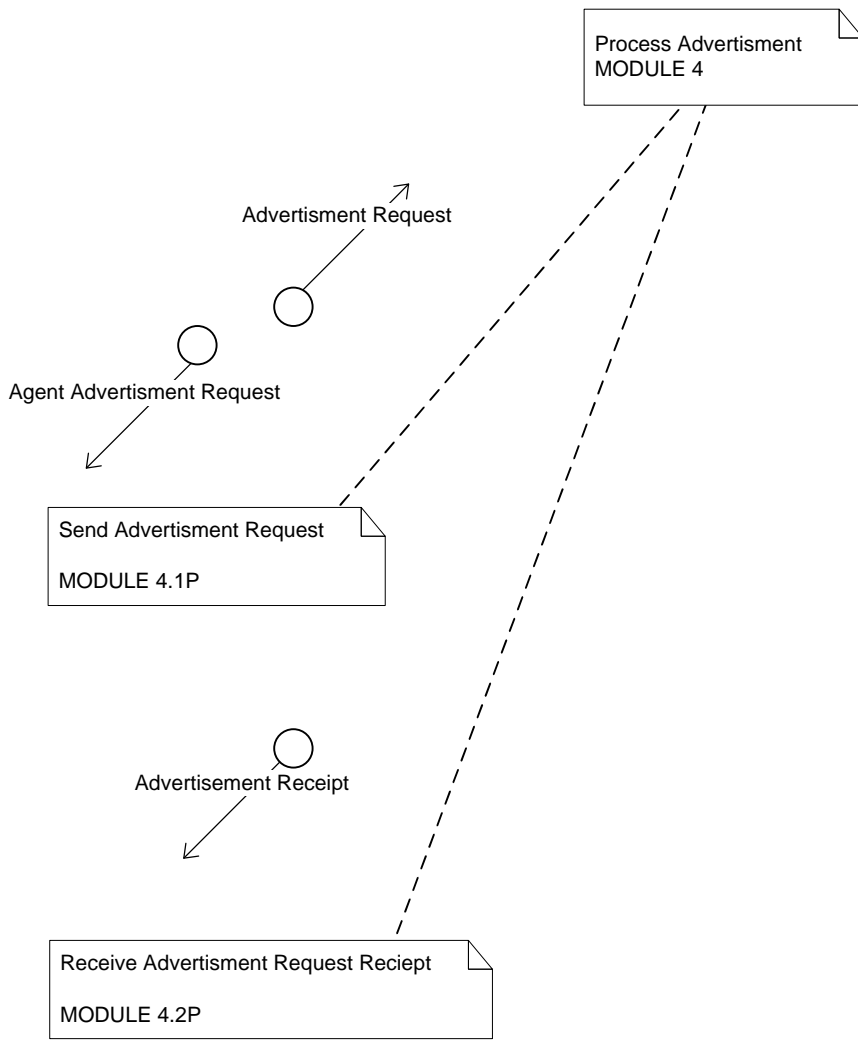 Process Advertisment
MODULE 4
Advertisment Request
Agent Advertisment Request
Send Advertisment Request
MODULE 4.1P
Advertisement Receipt
Receive Advertisment Request Reciept
MODULE 4.2P